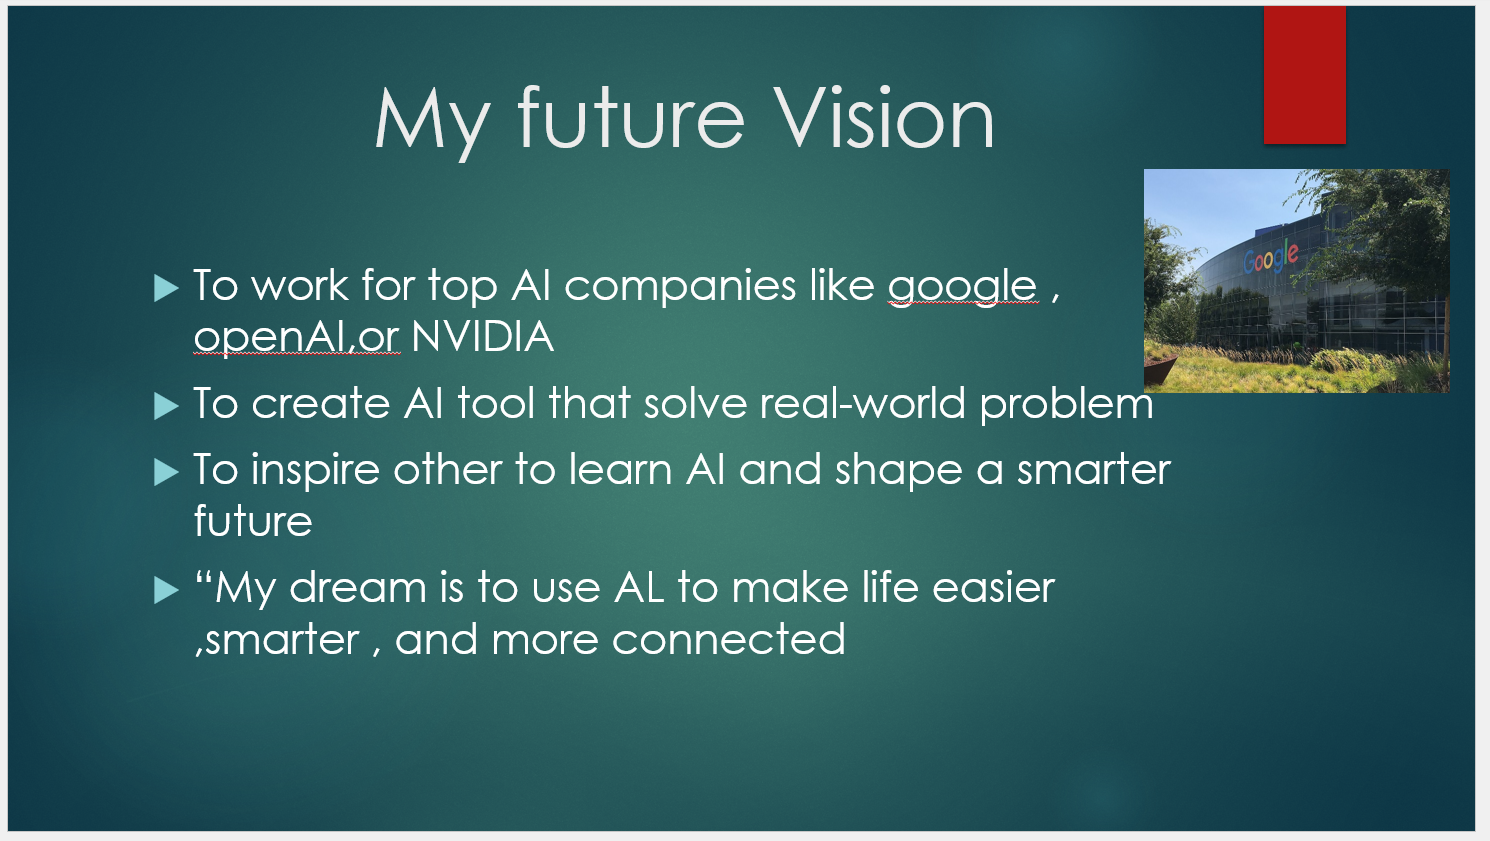 My future Vision
Google
To work for top AI companies like google ,
openAI,or NVIDIA
To create AI tool that solve real-world problem
To inspire other to learn AI and shape a smarter
future
“My dream is to use AL to make life easier
,smarter , and more connected